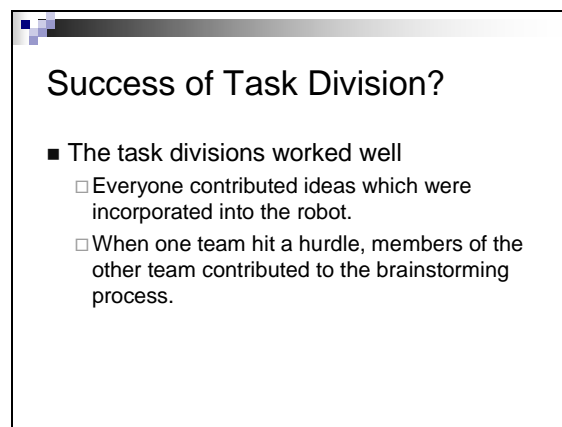 Success of Task Division?
■ The task divisions worked well
□ Everyone contributed ideas which were
incorporated into the robot.
□ When one team hit a hurdle, members of the
other team contributed to the brainstorming
process.